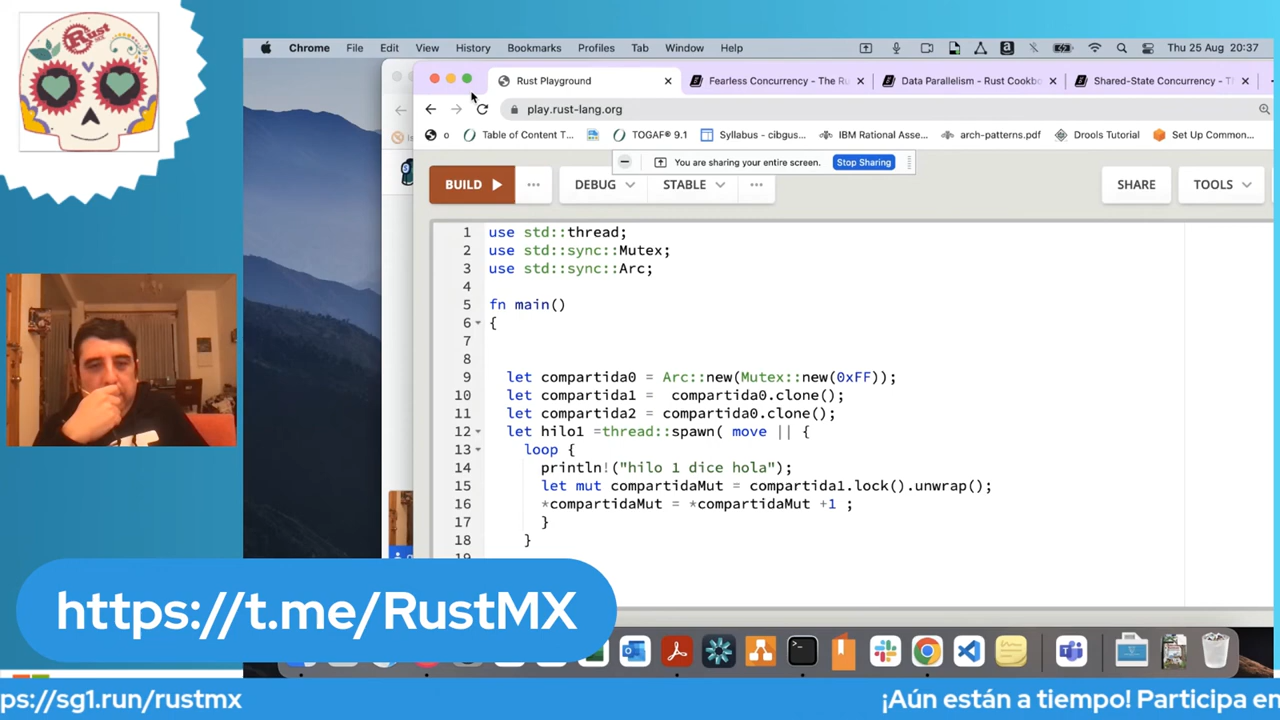 Rust
MX
Chrome File Edit View History Bookmarks Profiles Tab Window Help Thu 25 Aug 20:37
Rust Playground × Fearless Concurrency - The Ru × Data Parallelism - Rust Cookbo × Shared-State Concurrency - Th ×
play.rust-lang.org
o Table of Content T... TOGAF® 9.1 Syllabus - cibgus... IBM Rational Asse... arch-patterns.pdf Drools Tutorial Set Up Common...
You are sharing your entire screen. Stop Sharing
BUILD ... DEBUG STABLE ... SHARE TOOLS
1 use std::thread;
2 use std::sync::Mutex;
3 use std::sync::Arc;
4
5 fn main()
6 {
7
8
9 let compartida0 = Arc::new(Mutex::new(0xFF));
10 let compartida1 =  compartida0.clone();
11 let compartida2 = compartida0.clone();
12 let hilo1 =thread::spawn( move || {
13 loop {
14 println!("hilo 1 dice hola");
15 let mut compartidaMut = compartida1.lock().unwrap();
16 *compartidaMut = *compartidaMut +1 ;
17 }
18 }
https://t.me/RustMX
ps://sg1.run/rustmx ¡Aún están a tiempo! Participa en